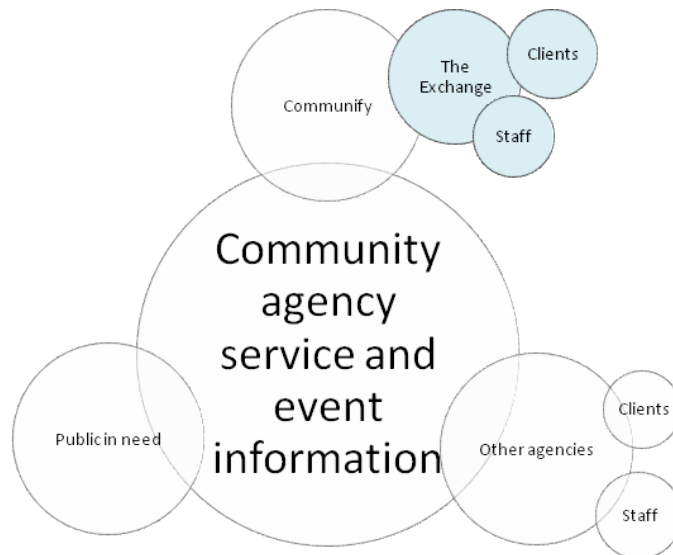 The
Exchange
Clients
Staff
Communify
Community
agency
service and
event
information
Public in need
Other agencies
Clients
Staff